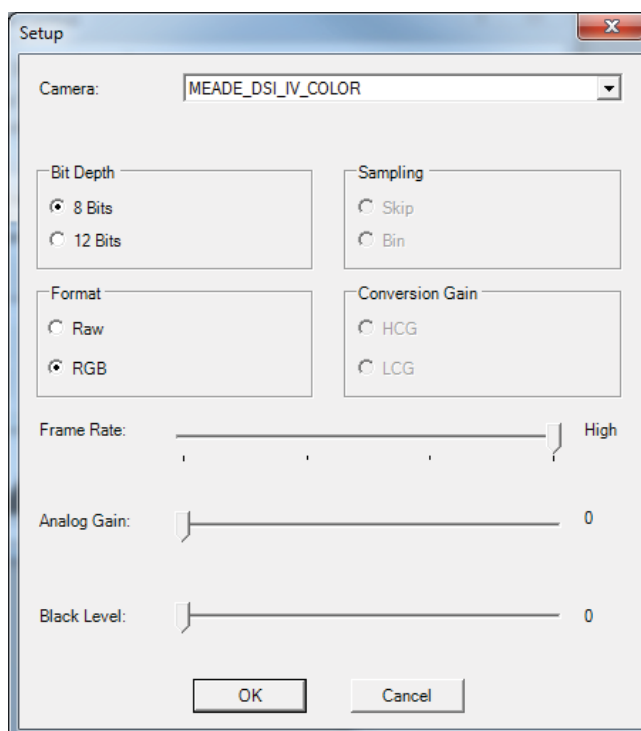 Setup
Camera: MEADE_DSI_IV_COLOR
Bit Depth
8 Bits
12 Bits
Sampling
Skip
Bin
Format
Raw
RGB
Conversion Gain
HCG
LCG
Frame Rate: High
Analog Gain: 0
Black Level: 0
OK Cancel